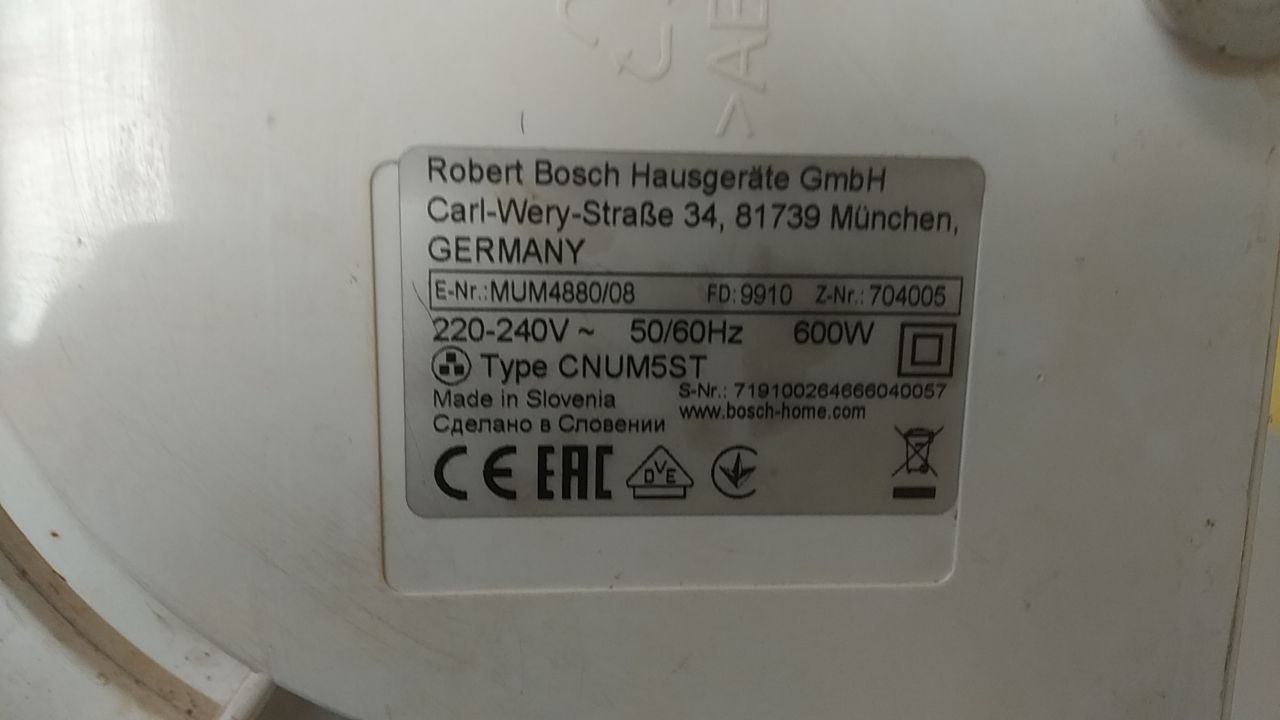 >AB
Robert Bosch Hausgeräte GmbH
Carl-Wery-Straße 34, 81739 München,
GERMANY
E-Nr.: MUM4880/08 FD: 9910 Z-Nr.: 704005
220-240V ~ 50/60Hz 600W
Type CNUM5ST
S-Nr.: 719100264666040057
Made in Slovenia
www.bosch-home.com
Сделано в Словении
CE EAC DVE